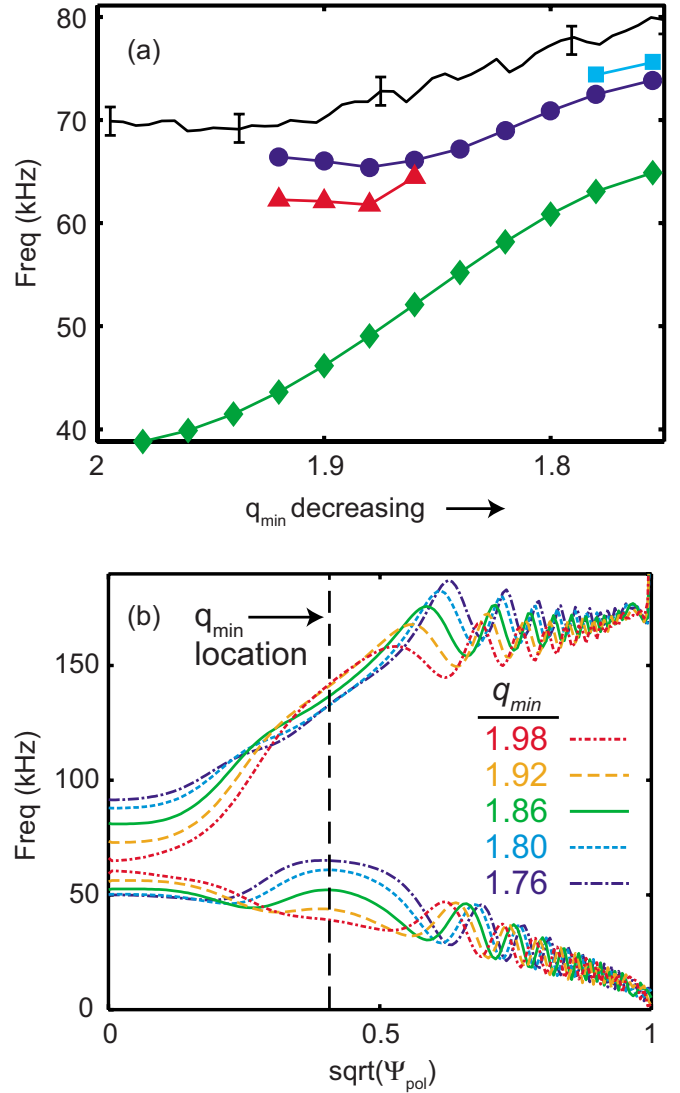 80
(a)
70
60
50
40
Freq (kHz)
2
1.9
1.8
q_min decreasing
(b)
q_min
location
150
100
50
0
Freq (kHz)
q_min
1.98
1.92
1.86
1.80
1.76
0
0.5
1
sqrt(Ψ_pol)